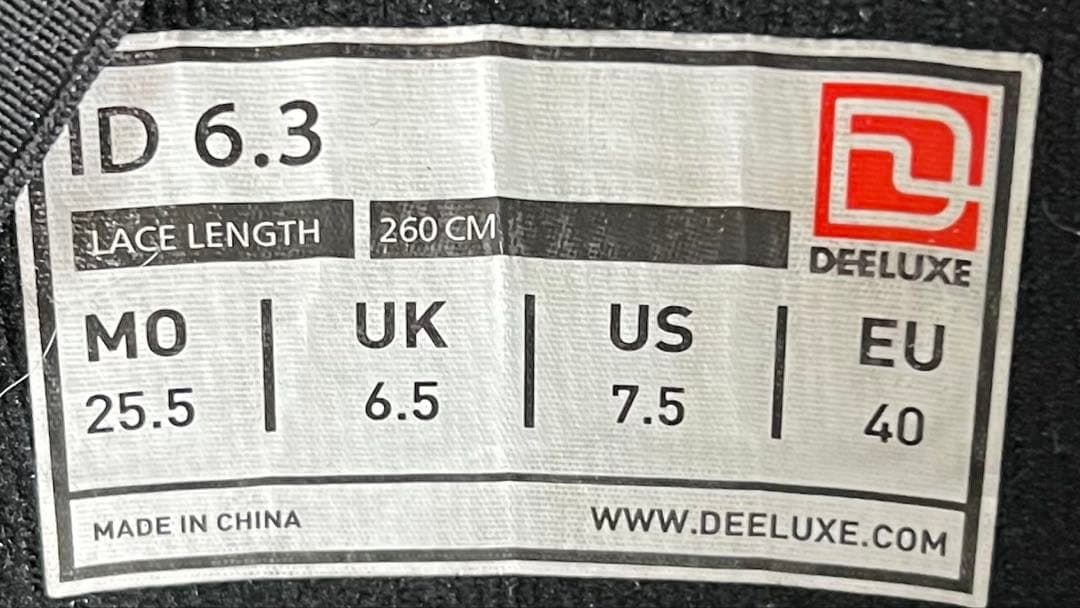 ID 6.3
LACE LENGTH 260 CM
DEELUXE
MO UK US EU
25.5 6.5 7.5 40
MADE IN CHINA WWW.DEELUXE.COM